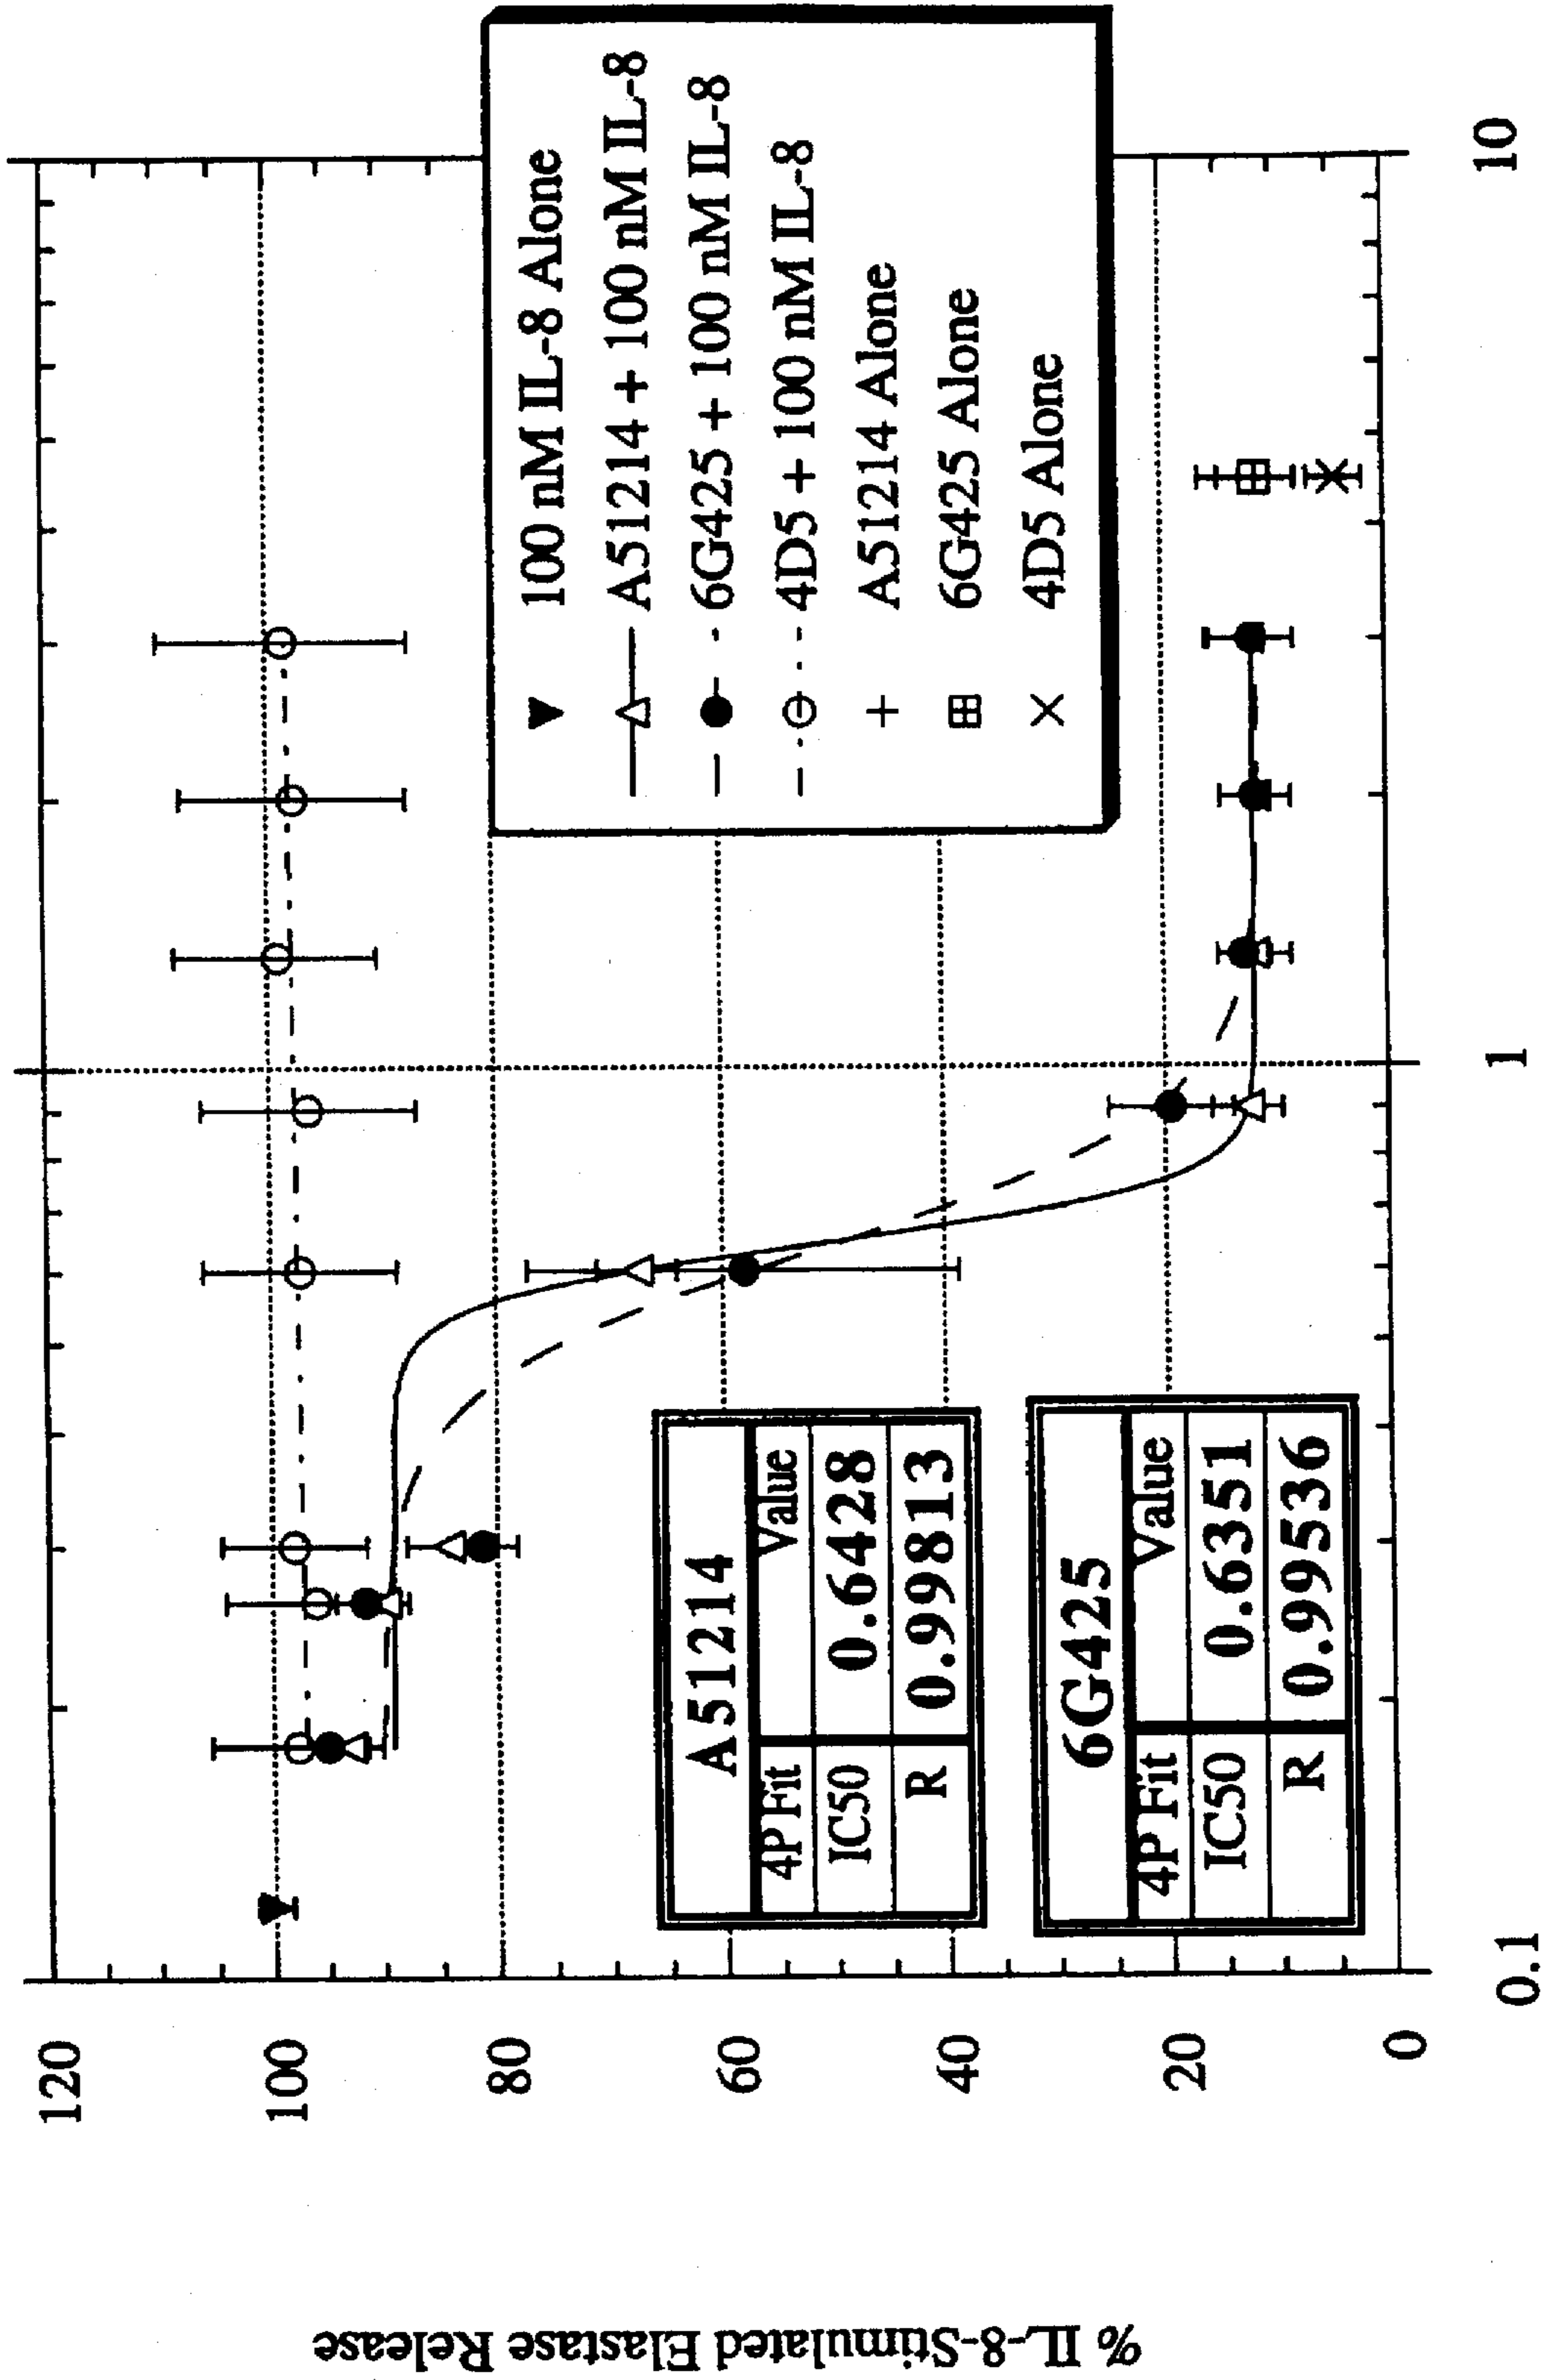 % IL-8-Stimulated Elastase Release
120
100
80
60
40
20
0
0.1
1
10
100 nM IL-8 Alone
A51214 + 100 nM IL-8
6G425 + 100 nM IL-8
4D5 + 100 nM IL-8
A51214 Alone
6G425 Alone
4D5 Alone
A51214
4P Fit Value
IC50 0.6428
R 0.99813
6G425
4P Fit Value
IC50 0.6351
R 0.99536